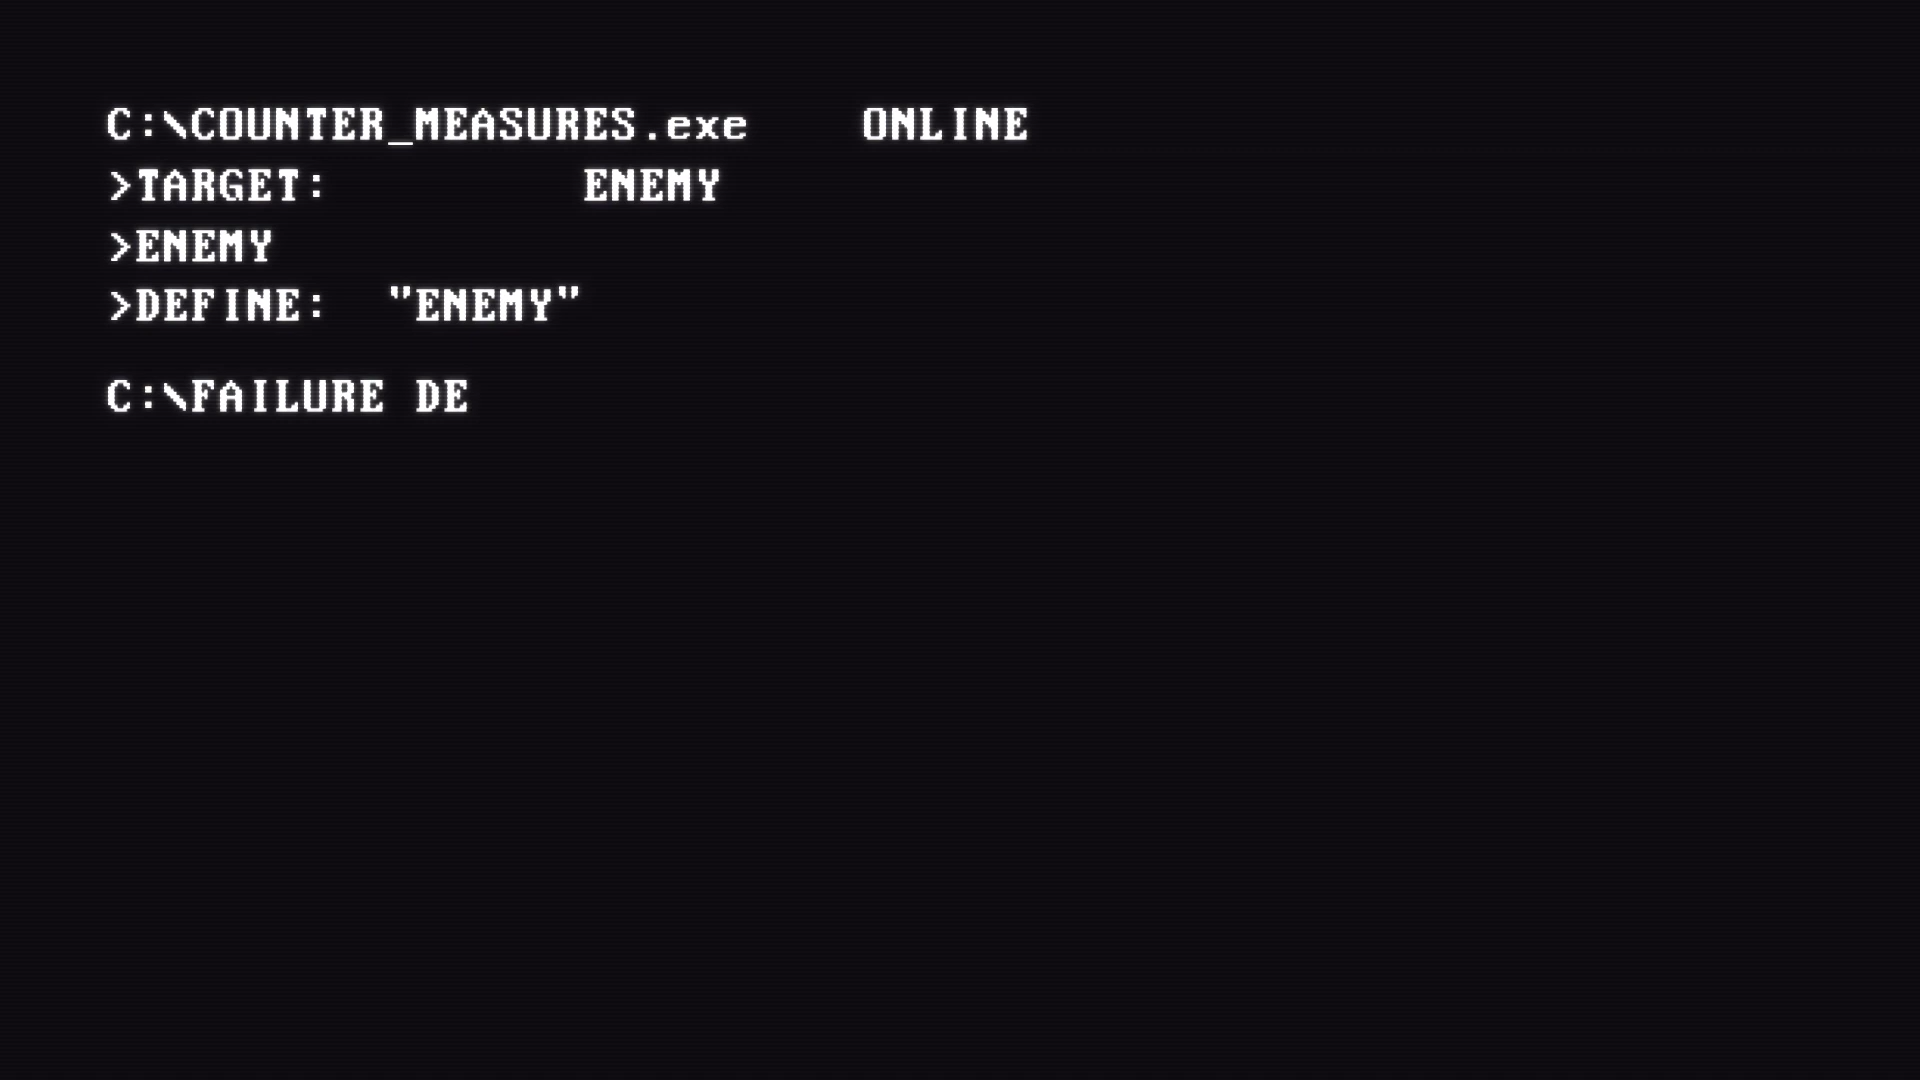 C:\COUNTER_MEASURES.exe    ONLINE
>TARGET:         ENEMY
>ENEMY
>DEFINE:  "ENEMY"
C:\FAILURE DE